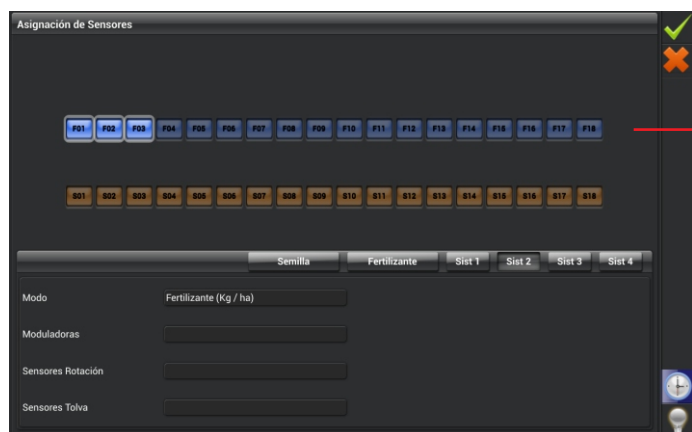 Asignación de Sensores
F01 F02 F03 F04 F05 F06 F07 F08 F09 F10 F11 F12 F13 F14 F15 F16 F17 F18
S01 S02 S03 S04 S05 S06 S07 S08 S09 S10 S11 S12 S13 S14 S15 S16 S17 S18
Semilla Fertilizante Sist 1 Sist 2 Sist 3 Sist 4
Modo Fertilizante (Kg / ha)
Moduladoras
Sensores Rotación
Sensores Tolva